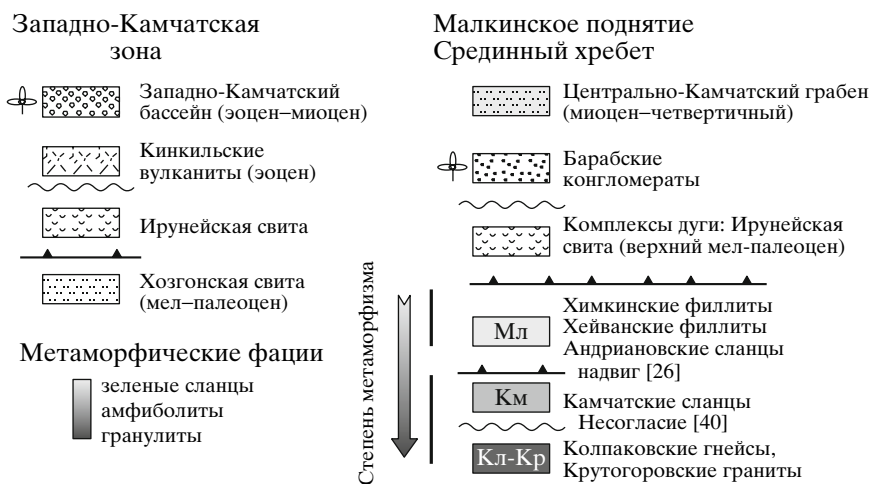 Западно-Камчатская
зона
Западно-Камчатский
бассейн (эоцен–миоцен)
Кинкильские
вулканиты (эоцен)
Ирунейская свита
Хозгонская свита
(мел–палеоцен)
Метаморфические фации
зеленые сланцы
амфиболиты
гранулиты
Малкинское поднятие
Срединный хребет
Центрально-Камчатский грабен
(миоцен–четвертичный)
Барабские
конгломераты
Комплексы дуги: Ирунейская
свита (верхний мел-палеоцен)
Степень метаморфизма
Мл
Химкинские филлиты
Хейванские филлиты
Андриановские сланцы
надвиг [26]
Км
Камчатские сланцы
Несогласие [40]
Кл-Кр
Колпаковские гнейсы,
Крутогоровские граниты